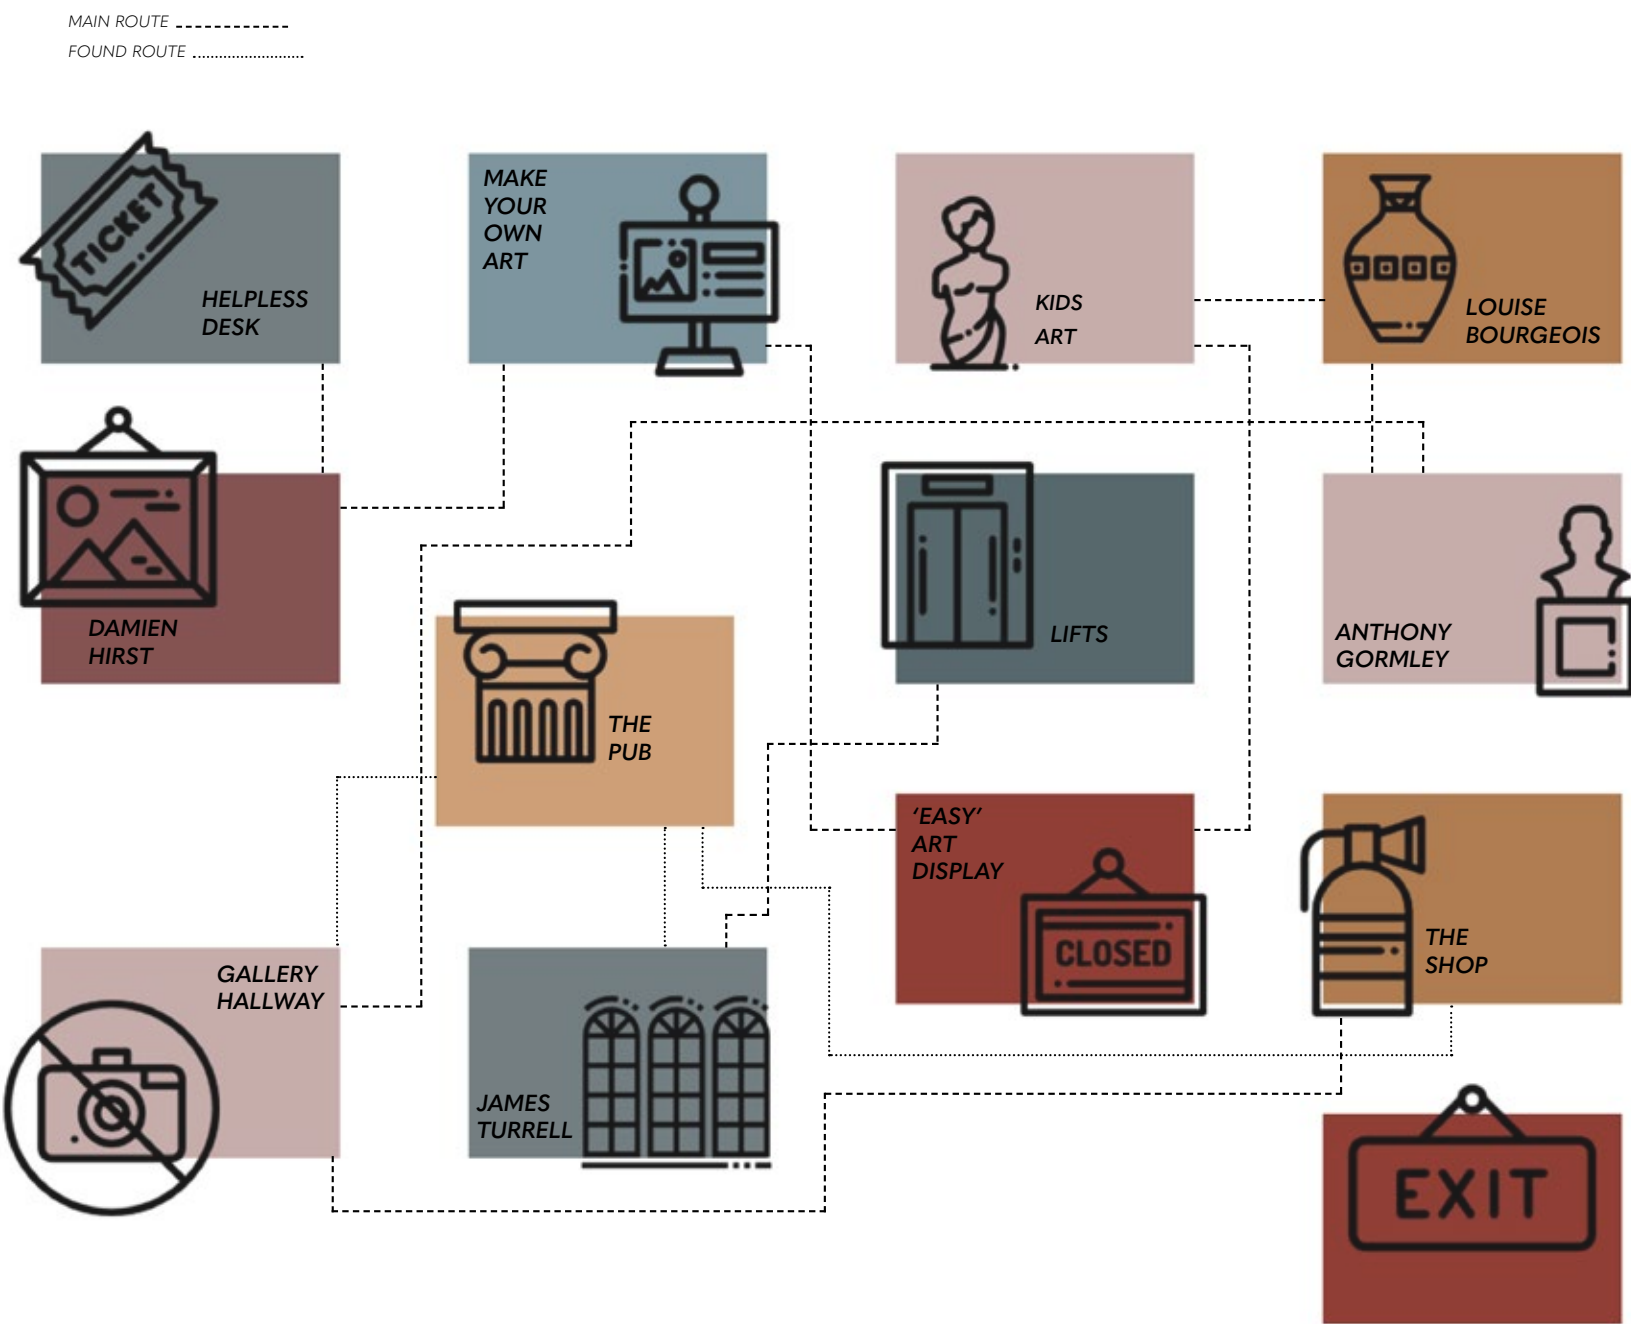 MAIN ROUTE
FOUND ROUTE
TICKET
HELPLESS
DESK
MAKE
YOUR
OWN
ART
KIDS
ART
LOUISE
BOURGEOIS
DAMIEN
HIRST
THE
PUB
LIFTS
ANTHONY
GORMLEY
‘EASY’
ART
DISPLAY
CLOSED
THE
SHOP
GALLERY
HALLWAY
JAMES
TURRELL
EXIT